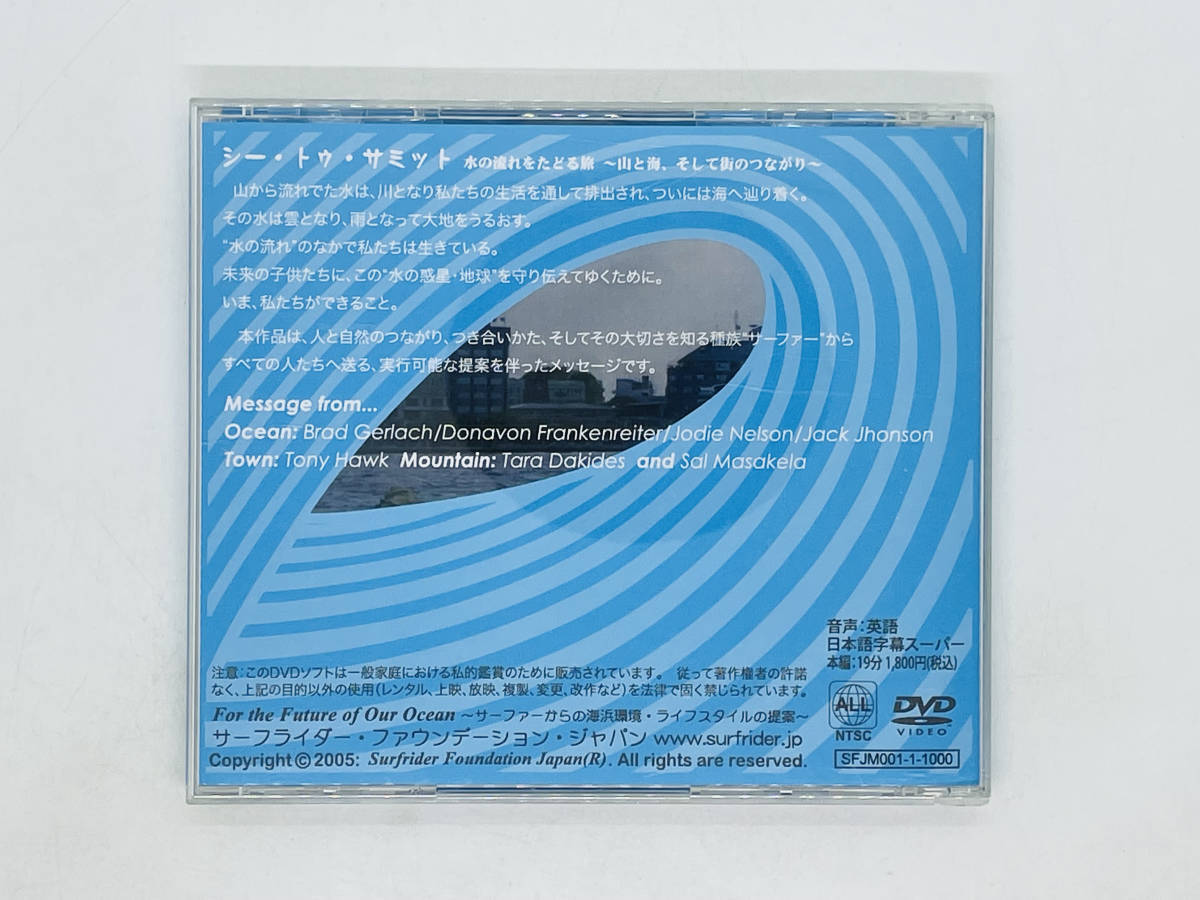 シー・トゥ・サミット 水の流れをたどる旅 ～山と海、そして街のつながり～
山から流れでた水は、川となり私たちの生活を通して排出され、ついには海へ辿り着く。
その水は雲となり、雨となって大地をうるおす。
“水の流れ”のなかで私たちは生きている。
未来の子供たちに、この“水の惑星・地球”を守り伝えてゆくために。
いま、私たちができること。
本作品は、人と自然のつながり、つき合いかた、そしてその大切さを知る種族“サーファー”から
すべての人たちへ送る、実行可能な提案を伴ったメッセージです。
Message from...
Ocean: Brad Gerlach/Donavon Frankenreiter/Jodie Nelson/Jack Jhonson
Town: Tony Hawk Mountain: Tara Dakides and Sal Masakela
音声：英語
日本語字幕スーパー
本編：19分 1,800円(税込)
注意：このDVDソフトは一般家庭における私的鑑賞のために販売されています。 従って著作権者の許諾
なく、上記の目的以外の使用（レンタル、上映、放映、複製、変更、改作など）を法律で固く禁じられています。
For the Future of Our Ocean ～サーファーからの海浜環境・ライフスタイルの提案～
サーフライダー・ファウンデーション・ジャパン www.surfrider.jp
Copyright © 2005: Surfrider Foundation Japan(R). All rights are reserved.
ALL
NTSC
DVD
VIDEO
SFJM001-1-1000